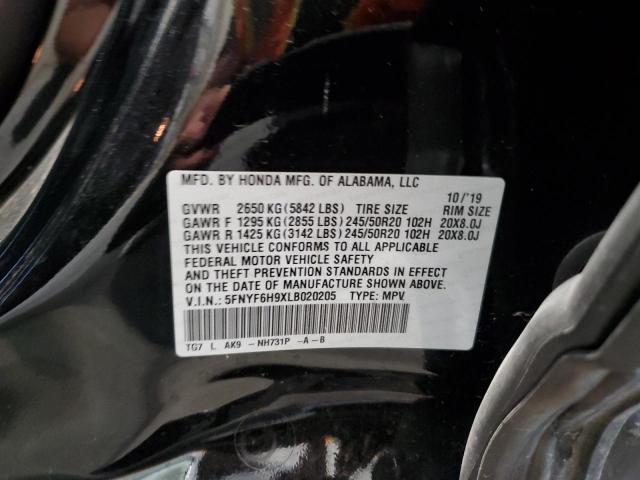 MFD. BY HONDA MFG. OF ALABAMA, LLC
10/'19
GVWR 2650 KG (5842 LBS) TIRE SIZE RIM SIZE
GAWR F 1295 KG (2855 LBS) 245/50R20 102H 20X8.0J
GAWR R 1425 KG (3142 LBS) 245/50R20 102H 20X8.0J
THIS VEHICLE CONFORMS TO ALL APPLICABLE
FEDERAL MOTOR VEHICLE SAFETY
AND THEFT PREVENTION STANDARDS IN EFFECT
ON THE DATE OF MANUFACTURE SHOWN
ABOVE.
V.I.N.: 5FNYF6H9XLB020205 TYPE: MPV
TG7 L AK9 -NH731P -A-B